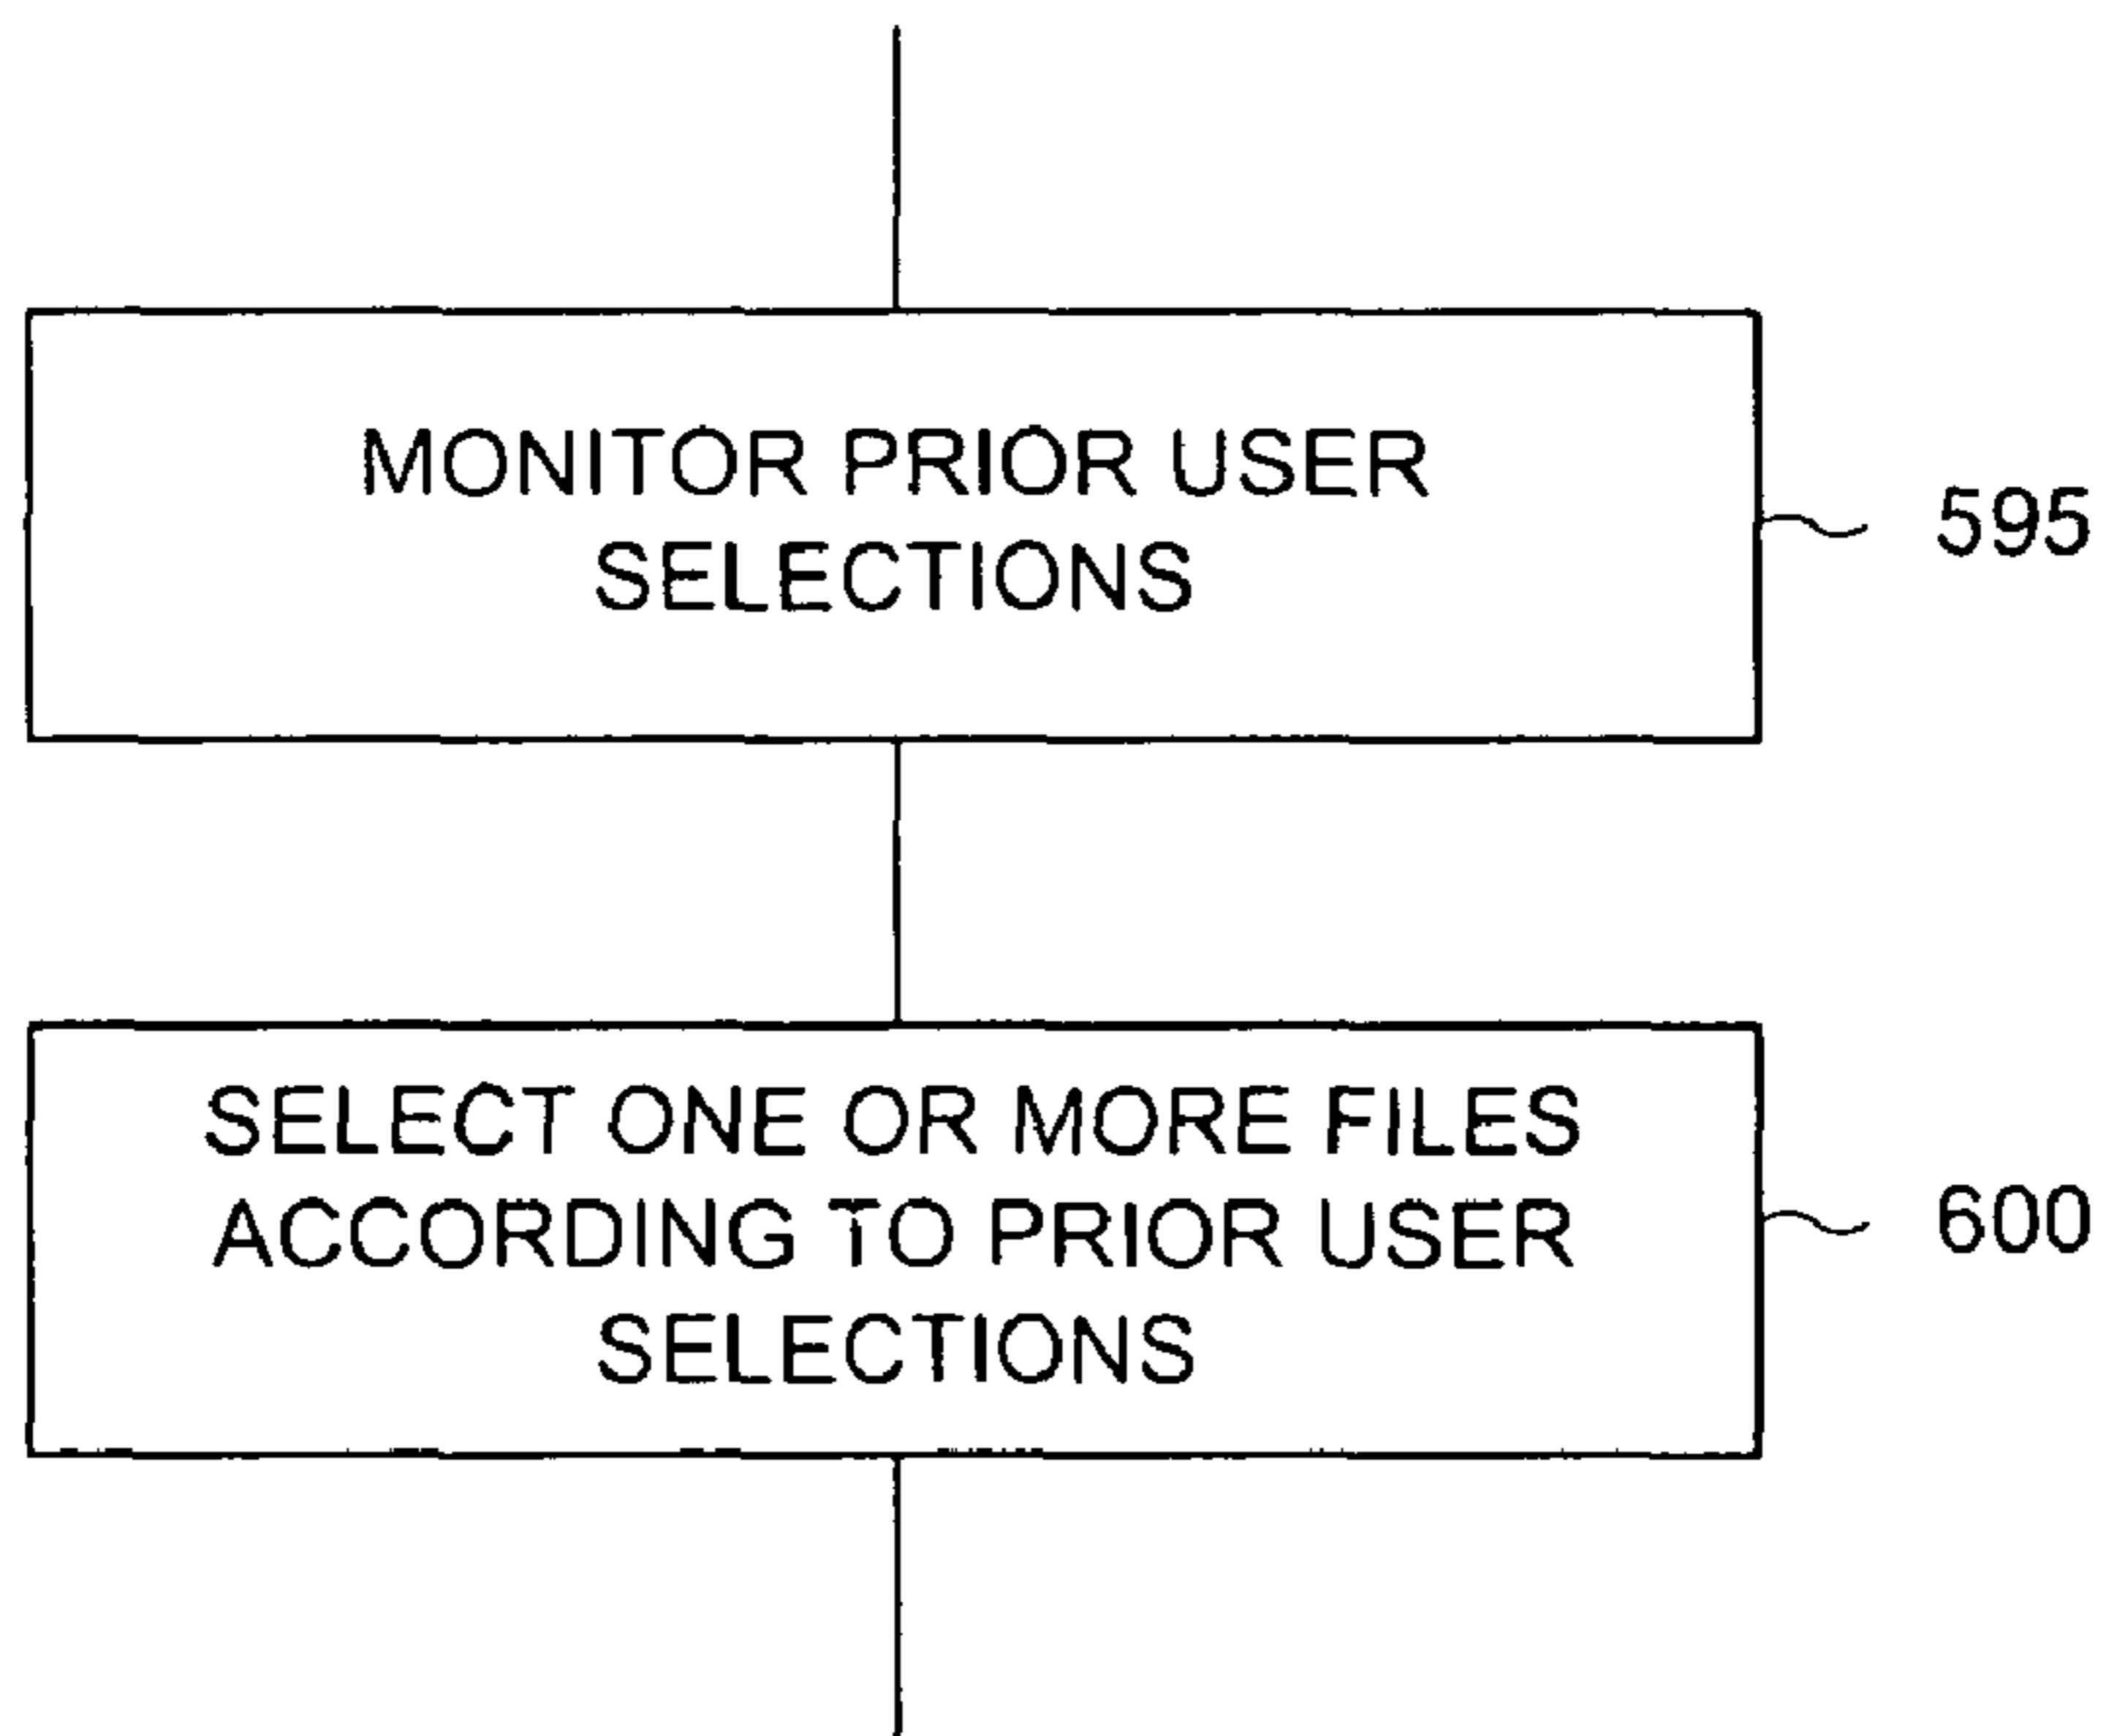 MONITOR PRIOR USER
SELECTIONS
595
SELECT ONE OR MORE FILES
ACCORDING TO PRIOR USER
SELECTIONS
600